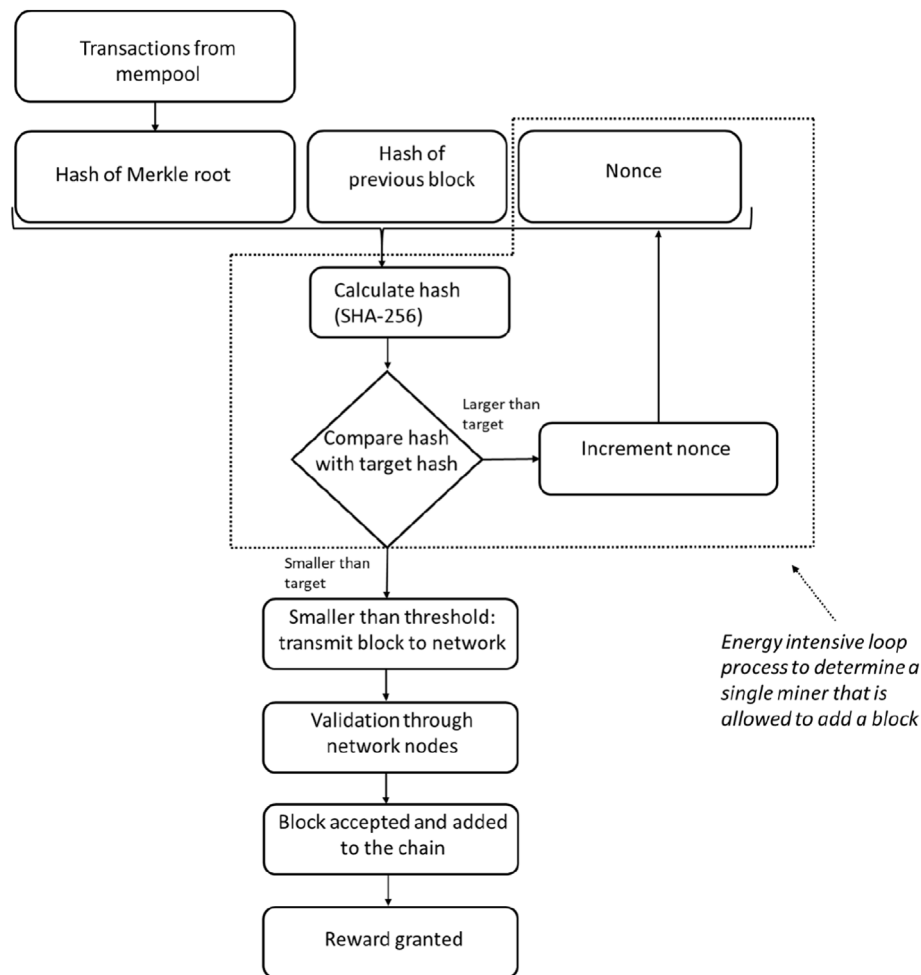 Transactions from
mempool
Hash of Merkle root
Hash of
previous block
Nonce
Calculate hash
(SHA-256)
Larger than
target
Compare hash
with target hash
Increment nonce
Smaller than
target
Smaller than threshold:
transmit block to network
Energy intensive loop
process to determine a
single miner that is
allowed to add a block
Validation through
network nodes
Block accepted and added
to the chain
Reward granted